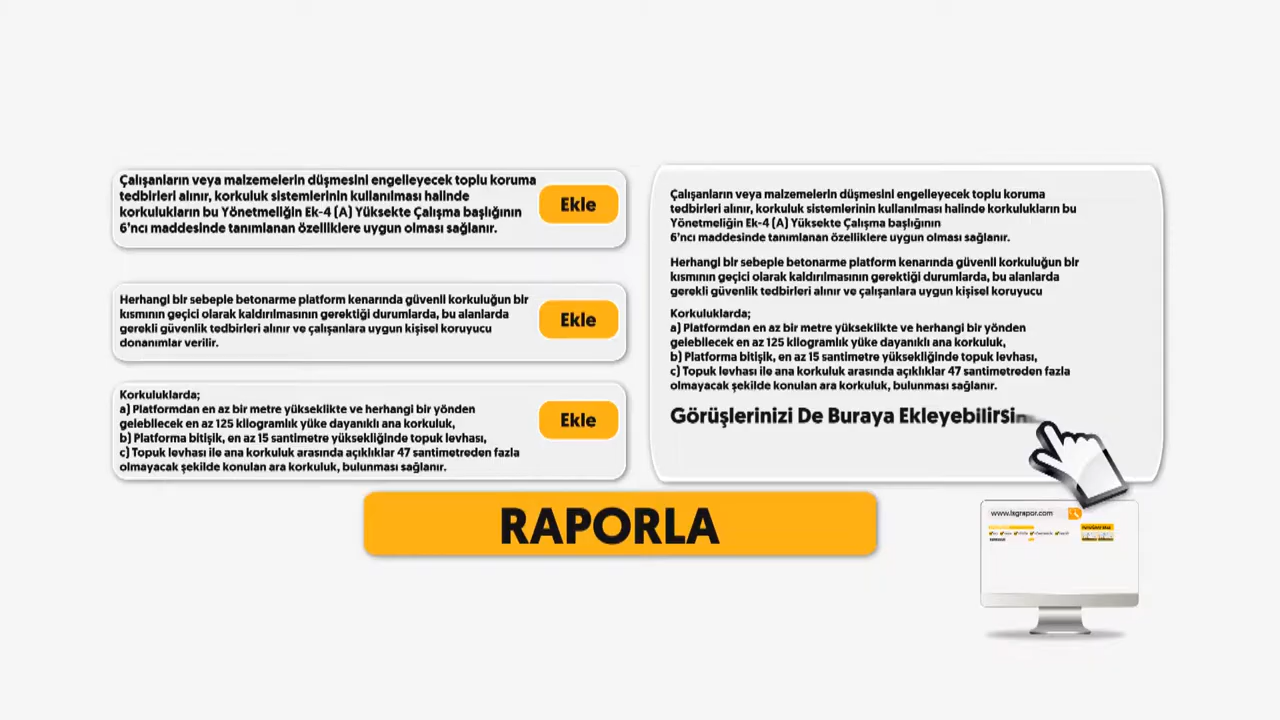 Çalışanların veya malzemelerin düşmesini engelleyecek toplu koruma
tedbirleri alınır, korkuluk sistemlerinin kullanılması halinde
korkulukların bu Yönetmeliğin Ek-4 (A) Yüksekte Çalışma başlığının
6'ncı maddesinde tanımlanan özelliklere uygun olması sağlanır.
Ekle
Herhangi bir sebeple betonarme platform kenarında güvenli korkuluğun bir
kısmının geçici olarak kaldırılmasının gerektiği durumlarda, bu alanlarda
gerekli güvenlik tedbirleri alınır ve çalışanlara uygun kişisel koruyucu
donanımlar verilir.
Ekle
Korkuluklarda;
a) Platformdan en az bir metre yükseklikte ve herhangi bir yönden
gelebilecek en az 125 kilogramlık yüke dayanıklı ana korkuluk,
b) Platforma bitişik, en az 15 santimetre yüksekliğinde topuk levhası,
c) Topuk levhası ile ana korkuluk arasında açıklıklar 47 santimetreden fazla
olmayacak şekilde konulan ara korkuluk, bulunması sağlanır.
Ekle
Çalışanların veya malzemelerin düşmesini engelleyecek toplu koruma
tedbirleri alınır, korkuluk sistemlerinin kullanılması halinde korkulukların bu
Yönetmeliğin Ek-4 (A) Yüksekte Çalışma başlığının
6'ncı maddesinde tanımlanan özelliklere uygun olması sağlanır.
Herhangi bir sebeple betonarme platform kenarında güvenli korkuluğun bir
kısmının geçici olarak kaldırılmasının gerektiği durumlarda, bu alanlarda
gerekli güvenlik tedbirleri alınır ve çalışanlara uygun kişisel koruyucu
Korkuluklarda;
a) Platformdan en az bir metre yükseklikte ve herhangi bir yönden
gelebilecek en az 125 kilogramlık yüke dayanıklı ana korkuluk,
b) Platforma bitişik, en az 15 santimetre yüksekliğinde topuk levhası,
c) Topuk levhası ile ana korkuluk arasında açıklıklar 47 santimetreden fazla
olmayacak şekilde konulan ara korkuluk, bulunması sağlanır.
Görüşlerinizi De Buraya Ekleyebilirsin
RAPORLA
www.isgrapor.com